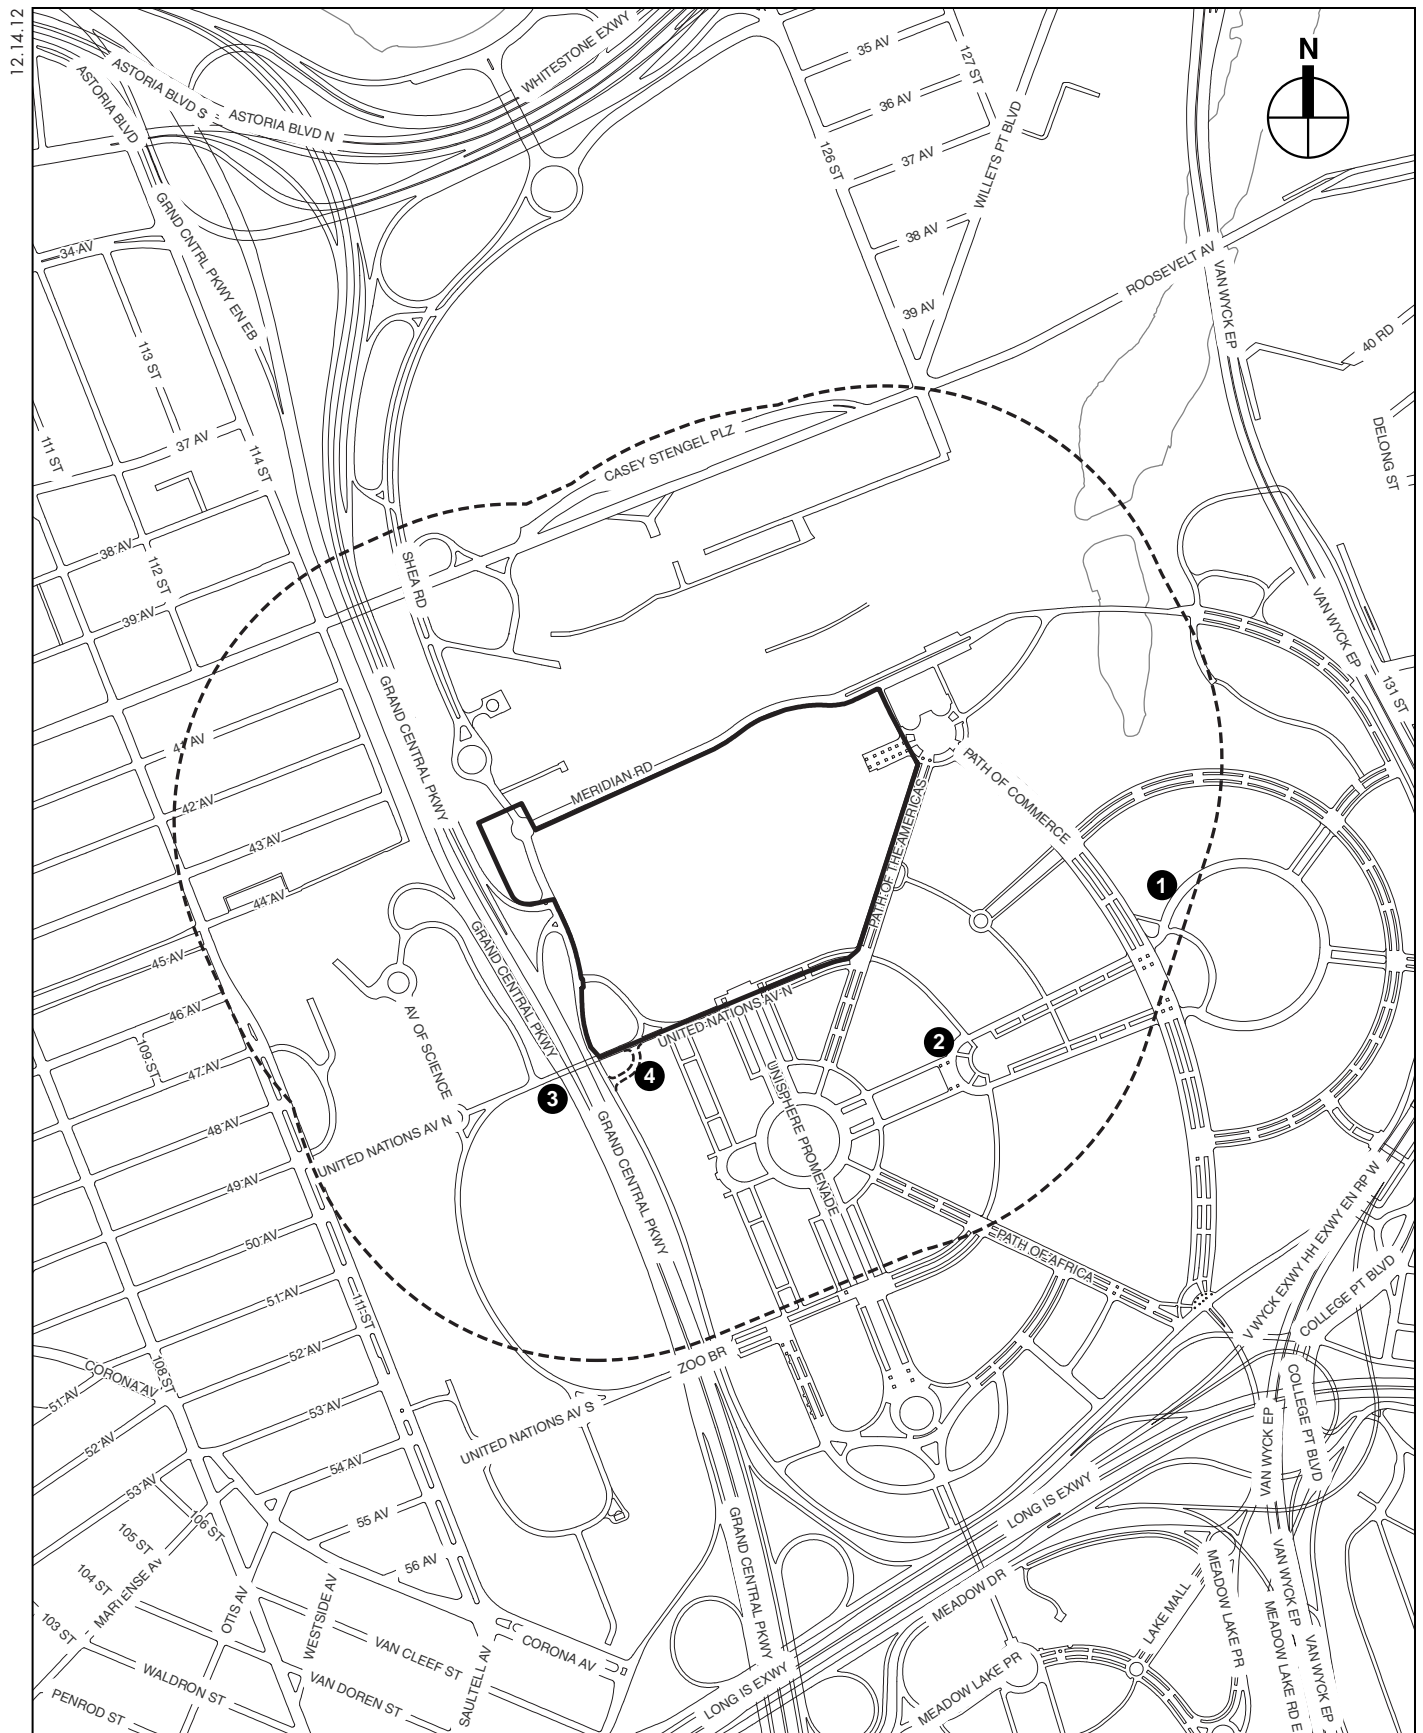 12.14.12
N
WHITESTONE EXWY
35 AV
127 ST
ASTORIA BLVD S
ASTORIA BLVD
ASTORIA BLVD N
36 AV
WILLETS PT BLVD
126 ST
37 AV
GRND CNTRL PKWY EN EB
34 AV
38 AV
ROOSEVELT AV
VAN WYCK EP
39 AV
40 RD
113 ST
111 ST
37 AV
114 ST
CASEY STENGEL PLZ
DELONG ST
38 AV
112 ST
SHEA RD
39 AV
VAN WYCK EP
131 ST
GRAND CENTRAL PKWY
41 AV
MERIDIAN RD
PATH OF COMMERCE
42 AV
43 AV
PATH OF THE AMERICAS
1
44 AV
GRAND CENTRAL PKWY
45 AV
46 AV
AV OF SCIENCE
UNITED NATIONS AV N
2
109 ST
47 AV
4
3
UNISPHERE PROMENADE
48 AV
UNITED NATIONS AV N
GRAND CENTRAL PKWY
49 AV
V WYCK EXWY HH EXWY EN RP W
50 AV
PATH OF AFRICA
51 AV
111 ST
COLLEGE PT BLVD
52 AV
ZOO BR
CORONA AV
108 ST
51 AV
53 AV
UNITED NATIONS AV S
COLLEGE PT BLVD
VAN WYCK EP
52 AV
54 AV
53 AV
LONG IS EXWY
55 AV
106 ST
105 ST
56 AV
GRAND CENTRAL PKWY
MEADOW DR
104 ST
MARTENSE AV
OTIS AV
WESTSIDE AV
LAKE MALL
MEADOW LAKE PR
VAN WYCK EP
103 ST
VAN CLEEF ST
CORONA AV
MEADOW LAKE RD E
VAN WYCK EP
WALDRON ST
VAN DOREN ST
SAULTELL AV
LONG IS EXWY
MEADOW LAKE PR
PENROD ST